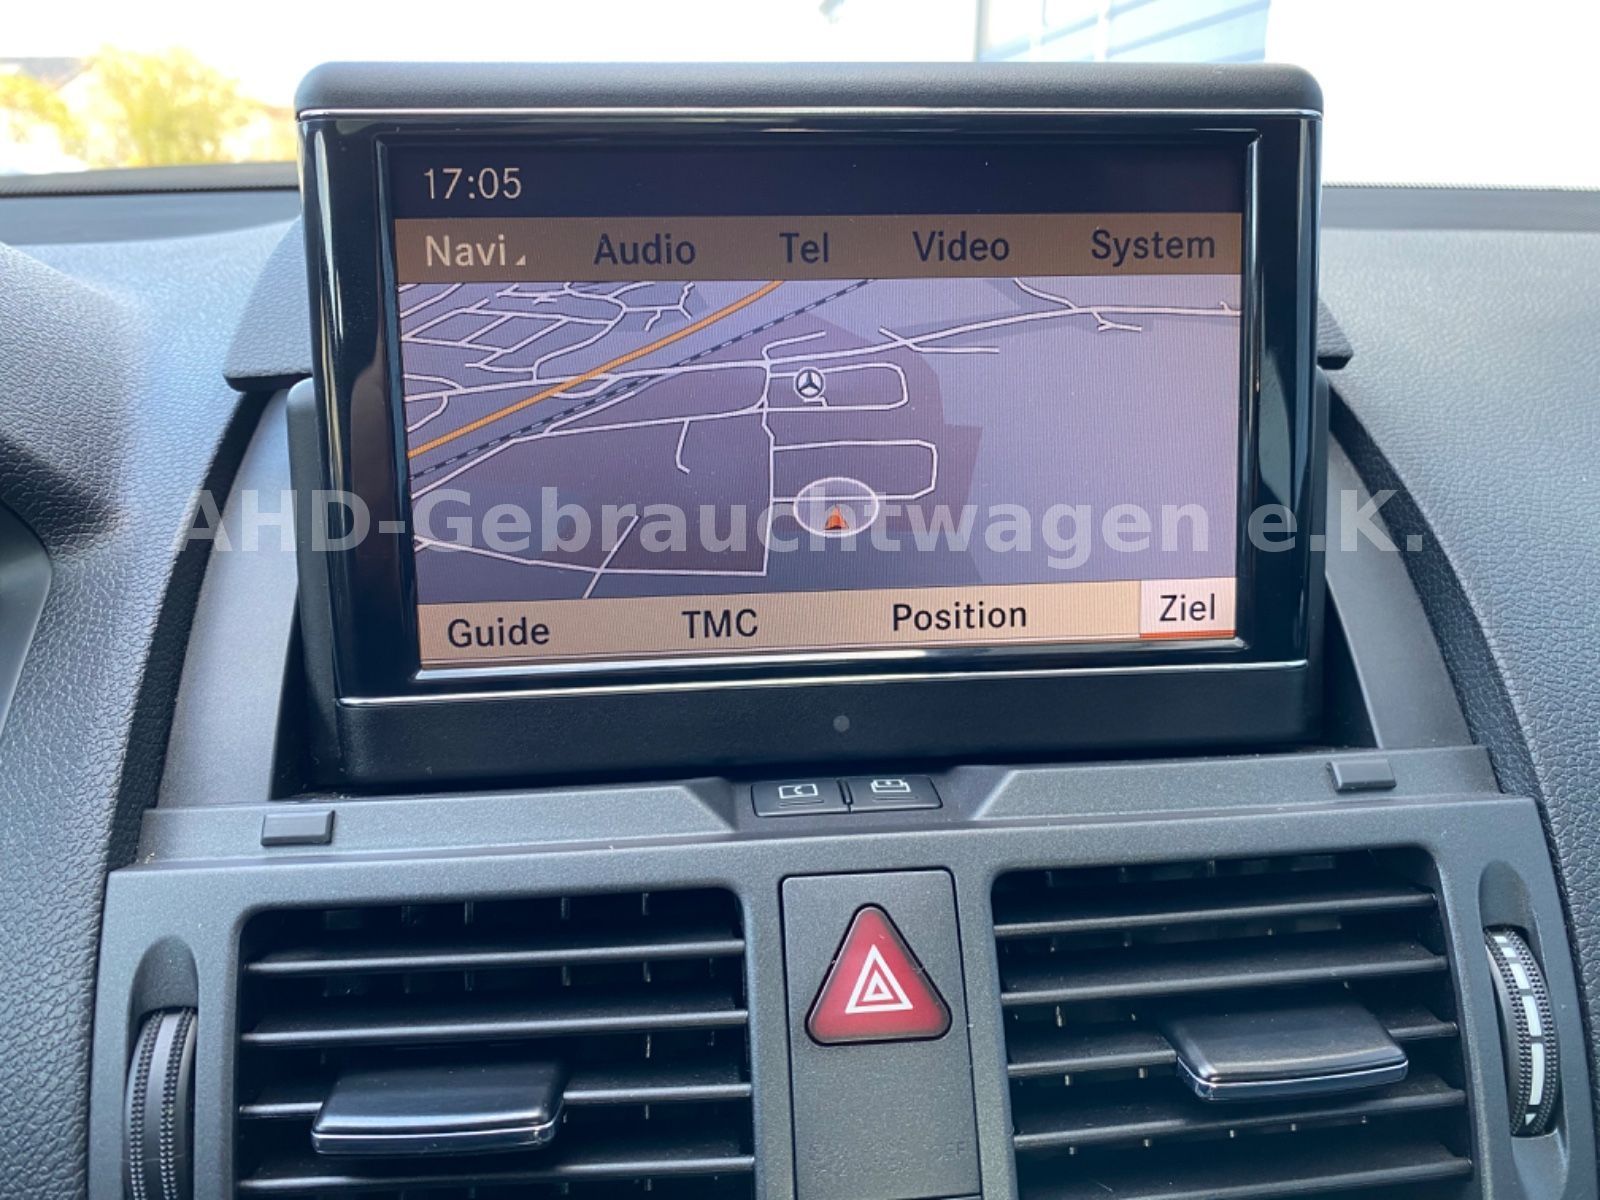 17:05
Navi Audio Tel Video System
AHD-Gebrauchtwagen e.K.
Guide TMC Position Ziel